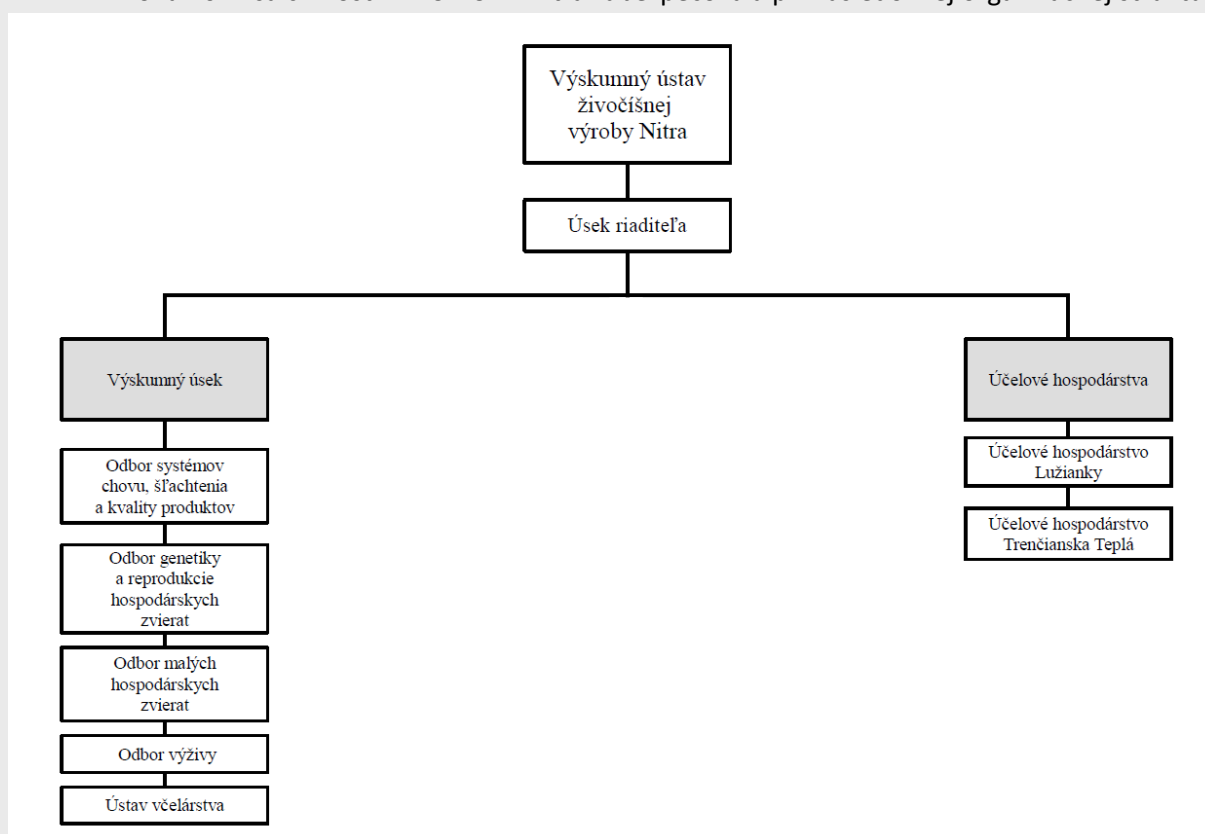 Výskumný ústav
živočíšnej
výroby Nitra
Úsek riaditeľa
Výskumný úsek
Účelové hospodárstva
Odbor systémov
chovu, šľachtenia
a kvality produktov
Odbor genetiky
a reprodukcie
hospodárskych
zvierat
Odbor malých
hospodárskych
zvierat
Odbor výživy
Ústav včelárstva
Účelové hospodárstvo
Lužianky
Účelové hospodárstvo
Trenčianska Teplá